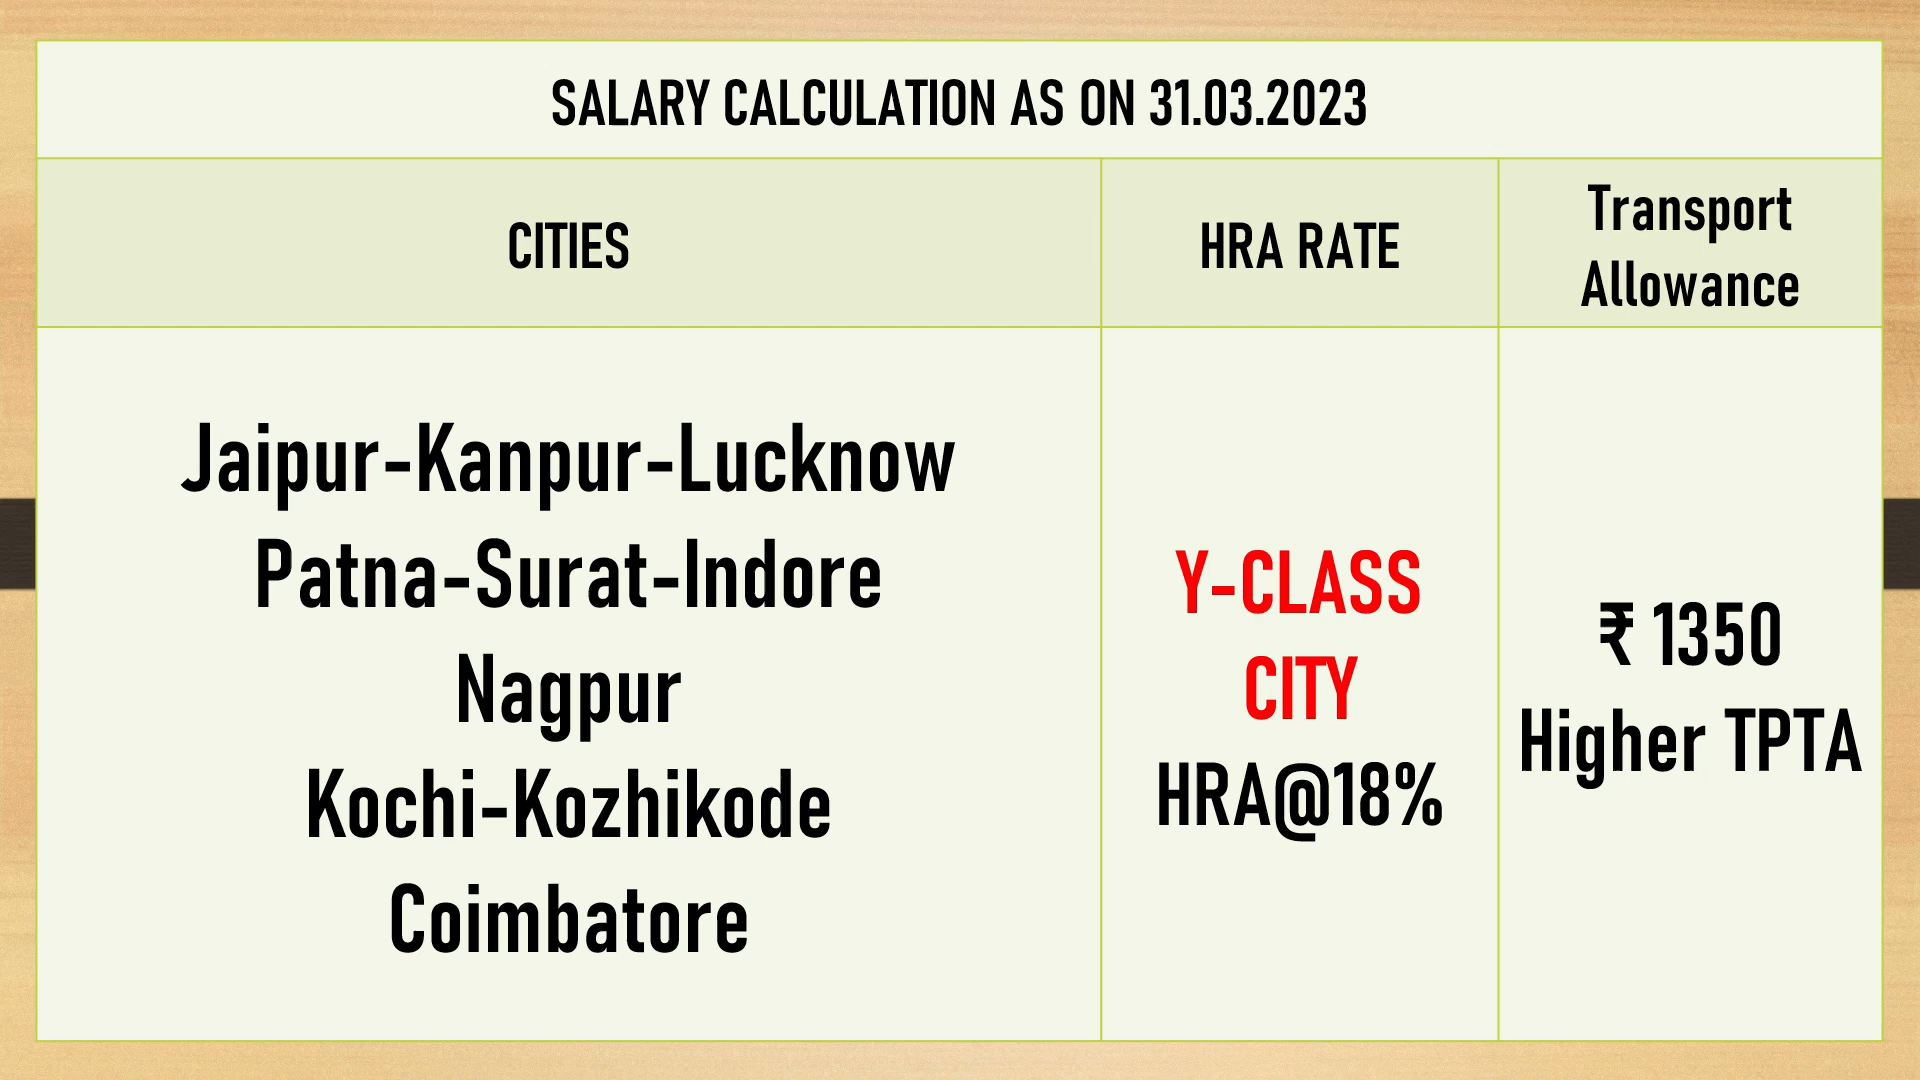 SALARY CALCULATION AS ON 31.03.2023
CITIES
HRA RATE
Transport
Allowance
Jaipur-Kanpur-Lucknow
Patna-Surat-Indore
Nagpur
Kochi-Kozhikode
Coimbatore
Y-CLASS
CITY
HRA@18%
₹ 1350
Higher TPTA